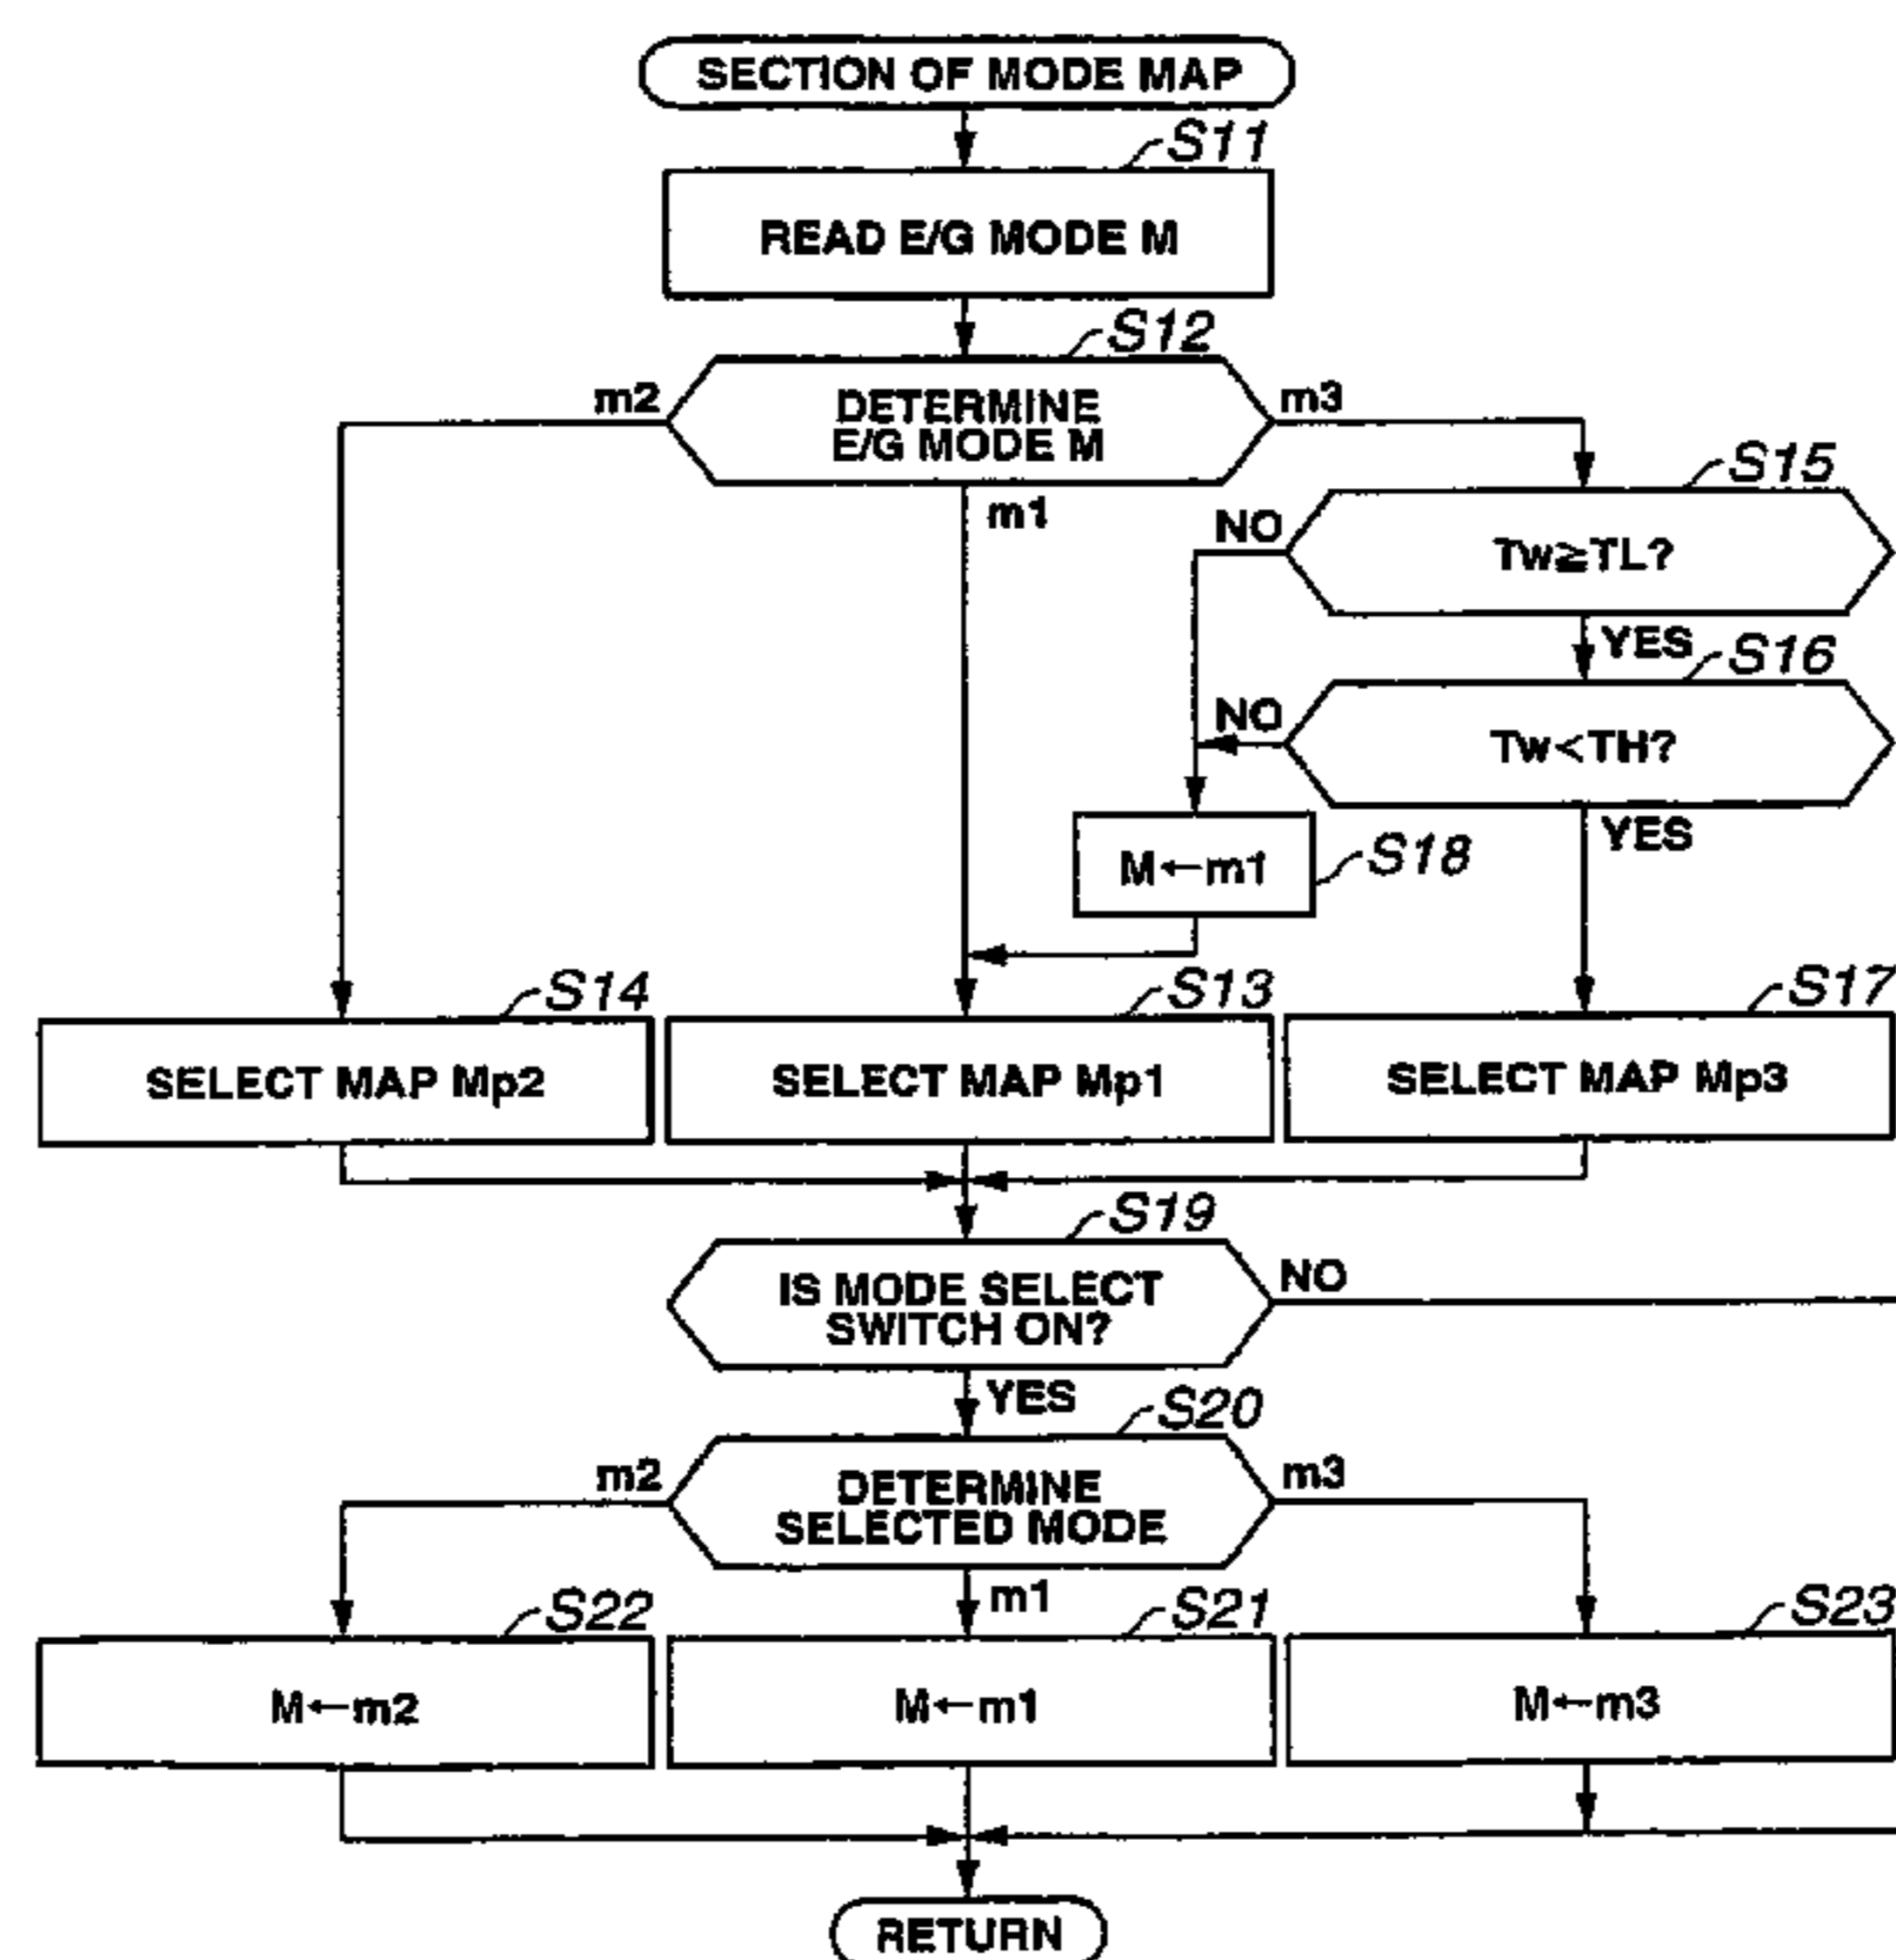 SECTION OF MODE MAP
S11
READ E/G MODE M
S12
m2
DETERMINE
E/G MODE M
m3
m1
S15
NO
Tw≧TL?
YES
S16
NO
Tw<TH?
YES
M←m1
S18
S14
S13
S17
SELECT MAP Mp2
SELECT MAP Mp1
SELECT MAP Mp3
S19
IS MODE SELECT
SWITCH ON?
NO
YES
S20
m2
DETERMINE
SELECTED MODE
m3
m1
S22
S21
S23
M←m2
M←m1
M←m3
RETURN